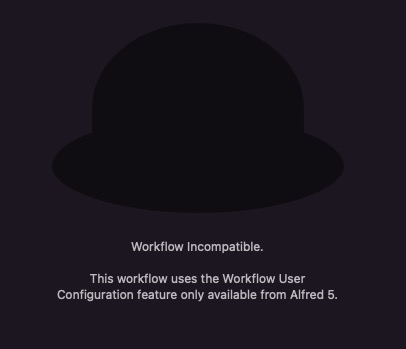 Workflow Incompatible.
This workflow uses the Workflow User
Configuration feature only available from Alfred 5.